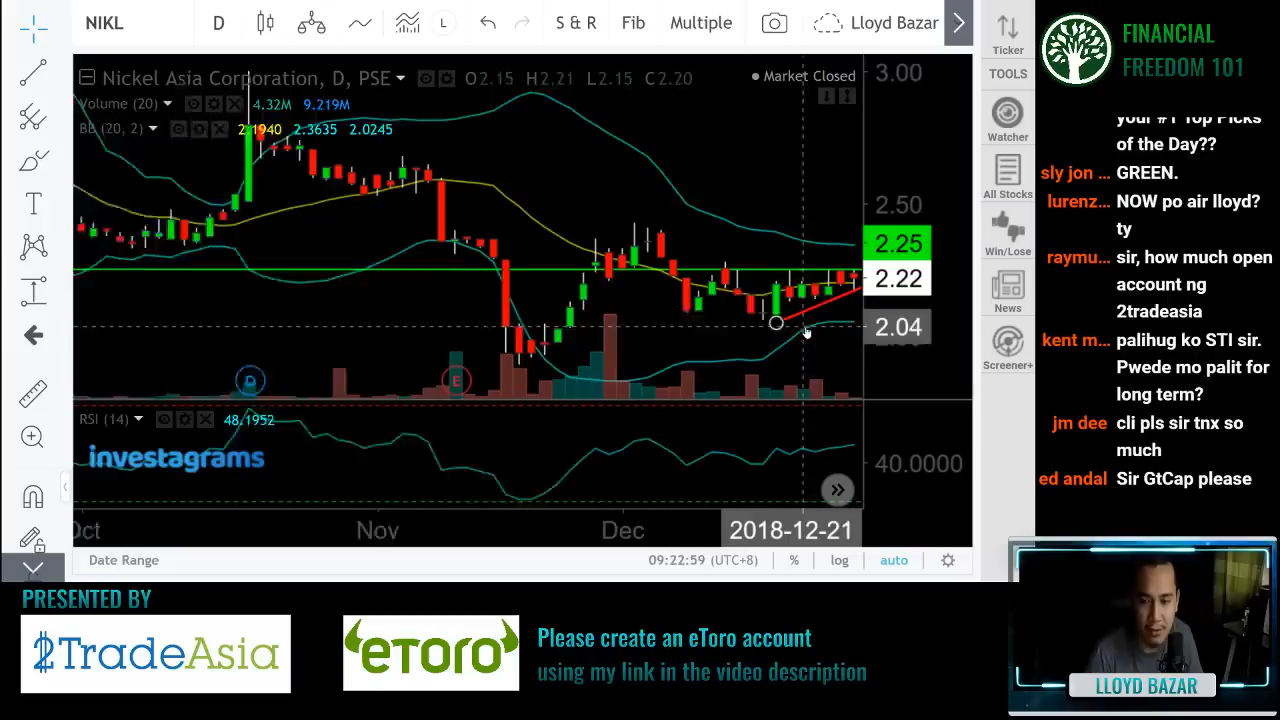 NIKL
D
L
S & R
Fib
Multiple
Lloyd Bazar
Nickel Asia Corporation, D, PSE
O2.15 H2.21 L2.15 C2.20
Market Closed
Volume (20)
4.32M 9.219M
BB (20, 2)
2.1940 2.3635 2.0245
3.00
2.50
2.25
2.22
2.04
D
E
RSI (14)
48.1952
investagrams
40.0000
Oct
Nov
Dec
2018-12-21
Date Range
09:22:59 (UTC+8)
%
log
auto
Ticker
TOOLS
Watcher
All Stocks
Win/Lose
News
Screener+
FINANCIAL
FREEDOM 101
your #1 Top Picks
of the Day??
sly jon ... GREEN.
lurenz... NOW po air lloyd?
ty
raymu... sir, how much open
account ng
2tradeasia
kent m... palihug ko STI sir.
Pwede mo palit for
long term?
jm dee cli pls sir tnx so
much
ed andal Sir GtCap please
PRESENTED BY
2TradeAsia
eToro
Please create an eToro account
using my link in the video description
LLOYD BAZAR